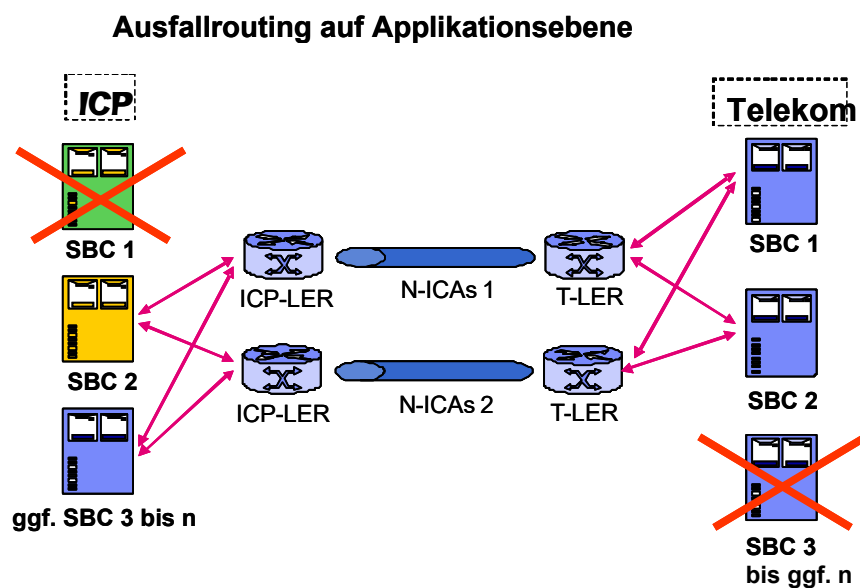 Ausfallrouting auf Applikationsebene
ICP
Telekom
SBC 1
SBC 1
ICP-LER
N-ICAs 1
T-LER
SBC 2
SBC 2
ICP-LER
N-ICAs 2
T-LER
ggf. SBC 3 bis n
SBC 3
bis ggf. n